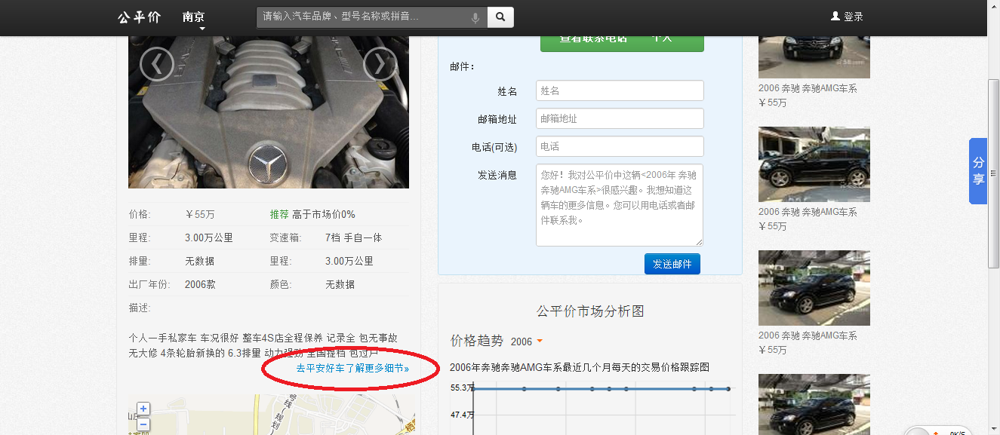 公平价
南京
请输入汽车品牌、型号名称或拼音...
登录
查看联系电话 个人
邮件：
姓名
姓名
邮箱地址
邮箱地址
电话(可选)
电话
发送消息
您好！我对公平价中这辆<2006年 奔驰
奔驰AMG车系>很感兴趣。我想知道这
辆车的更多信息。您可以用电话或者邮
件联系我。
发送邮件
价格:
￥55万
推荐 高于市场价0%
里程:
3.00万公里
变速箱:
7档 手自一体
排量:
无数据
里程:
3.00万公里
出厂年份:
2006款
颜色:
无数据
描述:
个人一手私家车 车况很好 整车4S店全程保养 记录全 包无事故
无大修 4条轮胎新换的 6.3排量 动力强劲 全国提档 包过户
去平安好车了解更多细节»
公平价市场分析图
价格趋势 2006
2006年奔驰奔驰AMG车系最近几个月每天的交易价格跟踪图
55.3万
47.4万
2006 奔驰 奔驰AMG车系
￥55万
2006 奔驰 奔驰AMG车系
￥55万
2006 奔驰 奔驰AMG车系
￥55万
分
享